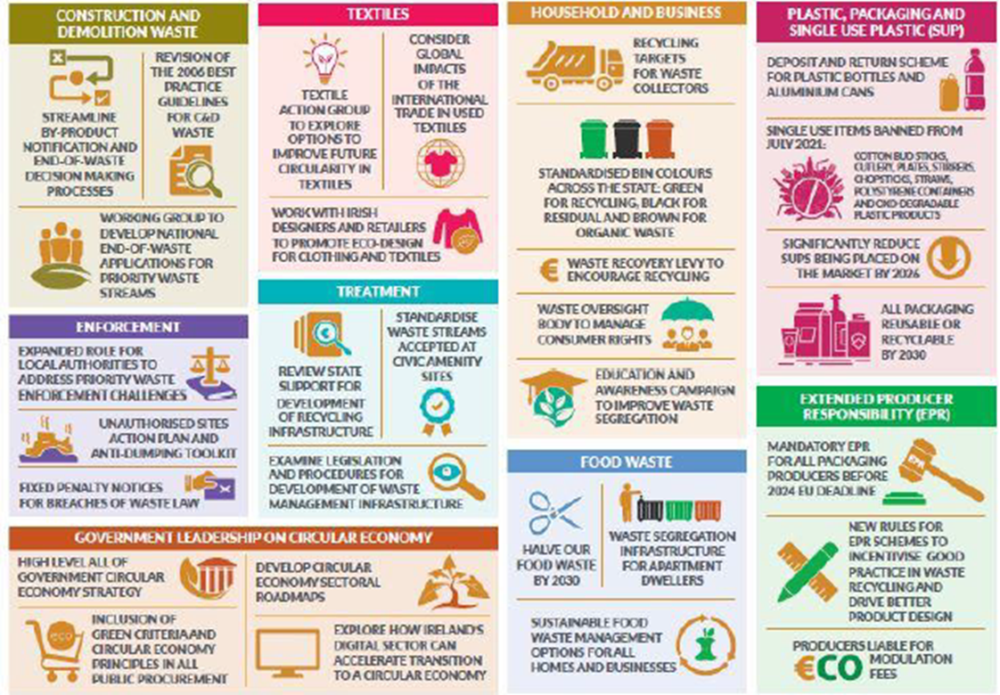 CONSTRUCTION AND
DEMOLITION WASTE
STREAMLINE
BY-PRODUCT
NOTIFICATION AND
END-OF-WASTE
DECISION MAKING
PROCESSES
REVISION OF
THE 2006 BEST
PRACTICE
GUIDELINES
FOR C&D
WASTE
WORKING GROUP TO
DEVELOP NATIONAL
END-OF-WASTE
APPLICATIONS FOR
PRIORITY WASTE
STREAMS
TEXTILES
TEXTILE
ACTION GROUP
TO EXPLORE
OPTIONS TO
IMPROVE FUTURE
CIRCULARITY IN
TEXTILES
CONSIDER
GLOBAL
IMPACTS
OF THE
INTERNATIONAL
TRADE IN USED
TEXTILES
WORK WITH IRISH
DESIGNERS AND RETAILERS
TO PROMOTE ECO-DESIGN
FOR CLOTHING AND TEXTILES
HOUSEHOLD AND BUSINESS
RECYCLING
TARGETS
FOR WASTE
COLLECTORS
STANDARDISED BIN COLOURS
ACROSS THE STATE: GREEN
FOR RECYCLING, BLACK FOR
RESIDUAL AND BROWN FOR
ORGANIC WASTE
€ WASTE RECOVERY LEVY TO
ENCOURAGE RECYCLING
WASTE OVERSIGHT
BODY TO MANAGE
CONSUMER RIGHTS
EDUCATION AND
AWARENESS CAMPAIGN
TO IMPROVE WASTE
SEGREGATION
PLASTIC, PACKAGING AND
SINGLE USE PLASTIC (SUP)
DEPOSIT AND RETURN SCHEME
FOR PLASTIC BOTTLES AND
ALUMINIUM CANS
SINGLE USE ITEMS BANNED FROM
JULY 2021:
COTTON BUD STICKS,
CUTLERY, PLATES, STIRRERS,
CHOPSTICKS, STRAWS,
POLYSTYRENE CONTAINERS
AND OXO-DEGRADABLE
PLASTIC PRODUCTS
SIGNIFICANTLY REDUCE
SUPS BEING PLACED ON
THE MARKET BY 2026
ALL PACKAGING
REUSABLE OR
RECYCLABLE
BY 2030
ENFORCEMENT
EXPANDED ROLE FOR
LOCAL AUTHORITIES TO
ADDRESS PRIORITY WASTE
ENFORCEMENT CHALLENGES
UNAUTHORISED SITES
ACTION PLAN AND
ANTI-DUMPING TOOLKIT
FIXED PENALTY NOTICES
FOR BREACHES OF WASTE LAW
TREATMENT
REVIEW STATE
SUPPORT FOR
DEVELOPMENT
OF RECYCLING
INFRASTRUCTURE
STANDARDISE
WASTE STREAMS
ACCEPTED AT
CIVIC AMENITY
SITES
EXAMINE LEGISLATION
AND PROCEDURES FOR
DEVELOPMENT OF WASTE
MANAGEMENT INFRASTRUCTURE
FOOD WASTE
HALVE OUR
FOOD WASTE
BY 2030
WASTE SEGREGATION
INFRASTRUCTURE
FOR APARTMENT
DWELLERS
SUSTAINABLE FOOD
WASTE MANAGEMENT
OPTIONS FOR ALL
HOMES AND BUSINESSES
EXTENDED PRODUCER
RESPONSIBILITY (EPR)
MANDATORY EPR
FOR ALL PACKAGING
PRODUCERS BEFORE
2024 EU DEADLINE
NEW RULES FOR
EPR SCHEMES TO
INCENTIVISE GOOD
PRACTICE IN WASTE
RECYCLING AND
DRIVE BETTER
PRODUCT DESIGN
PRODUCERS LIABLE FOR
€CO MODULATION
FEES
GOVERNMENT LEADERSHIP ON CIRCULAR ECONOMY
HIGH LEVEL ALL OF
GOVERNMENT CIRCULAR
ECONOMY STRATEGY
DEVELOP CIRCULAR
ECONOMY SECTORAL
ROADMAPS
eco
INCLUSION OF
GREEN CRITERIA AND
CIRCULAR ECONOMY
PRINCIPLES IN ALL
PUBLIC PROCUREMENT
EXPLORE HOW IRELAND'S
DIGITAL SECTOR CAN
ACCELERATE TRANSITION
TO A CIRCULAR ECONOMY